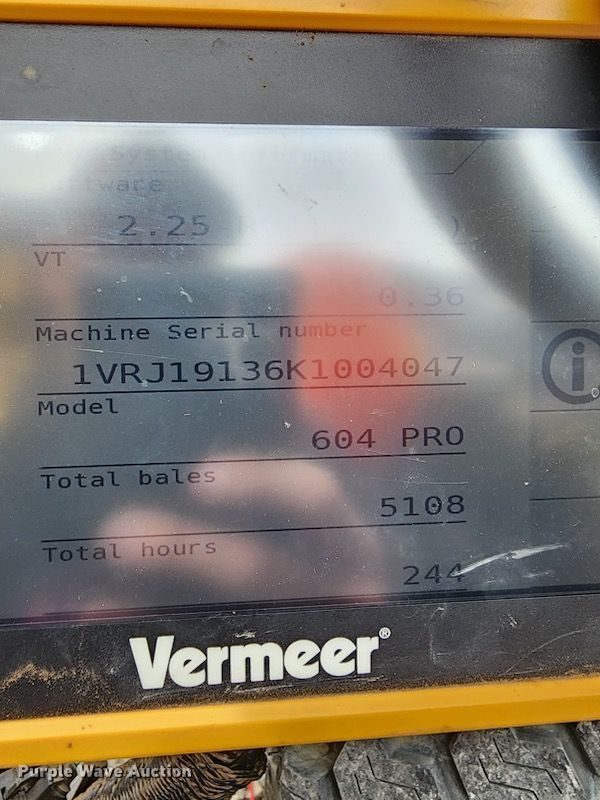 System
2.25
VT
0.36
Machine Serial number
1VRJ19136K1004047
Model
604 PRO
Total bales
5108
Total hours
244
Vermeer®
Purple Wave Auction